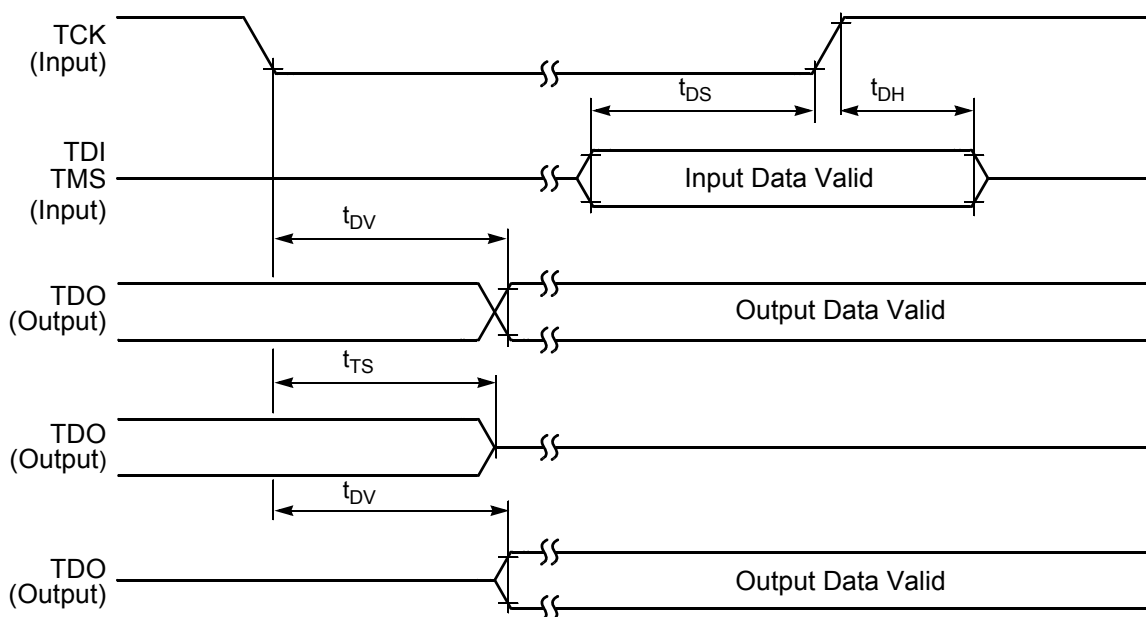 TCK
(Input)
tDS
tDH
TDI
TMS
(Input)
Input Data Valid
tDV
TDO
(Output)
Output Data Valid
tTS
TDO
(Output)
tDV
TDO
(Output)
Output Data Valid